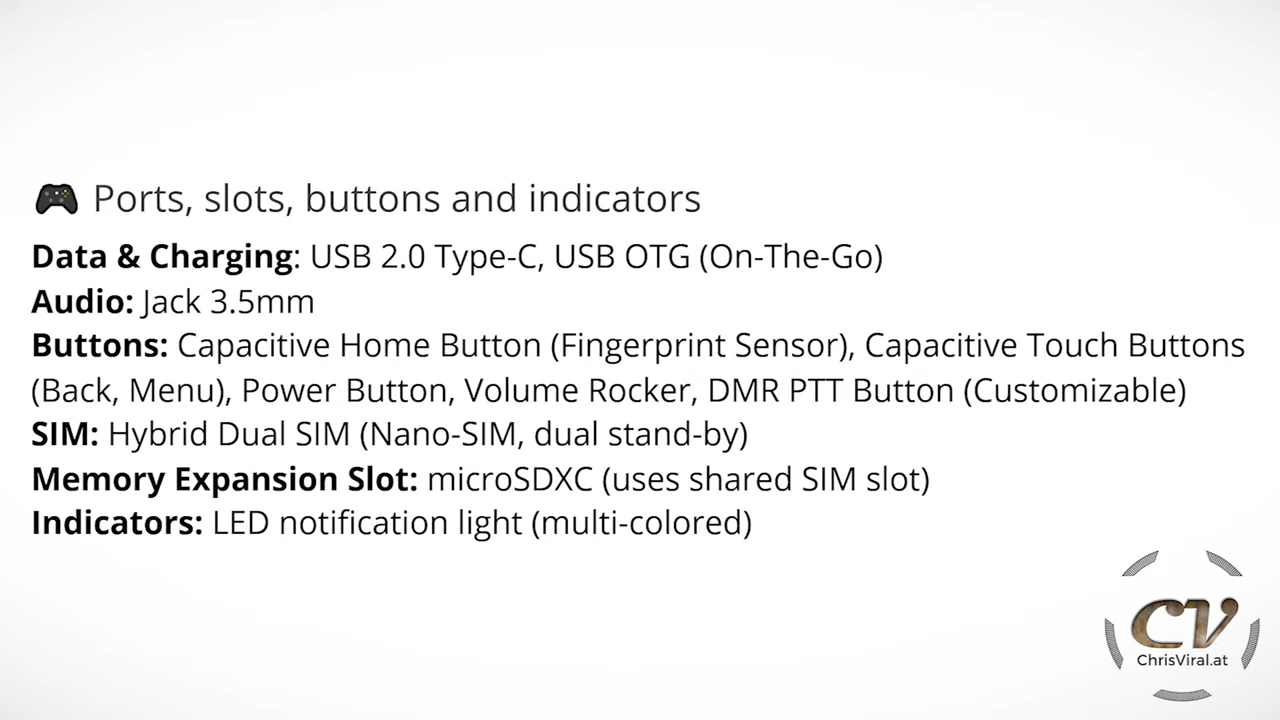 🎮 Ports, slots, buttons and indicators
Data & Charging: USB 2.0 Type-C, USB OTG (On-The-Go)
Audio: Jack 3.5mm
Buttons: Capacitive Home Button (Fingerprint Sensor), Capacitive Touch Buttons
(Back, Menu), Power Button, Volume Rocker, DMR PTT Button (Customizable)
SIM: Hybrid Dual SIM (Nano-SIM, dual stand-by)
Memory Expansion Slot: microSDXC (uses shared SIM slot)
Indicators: LED notification light (multi-colored)
CV
ChrisViral.at